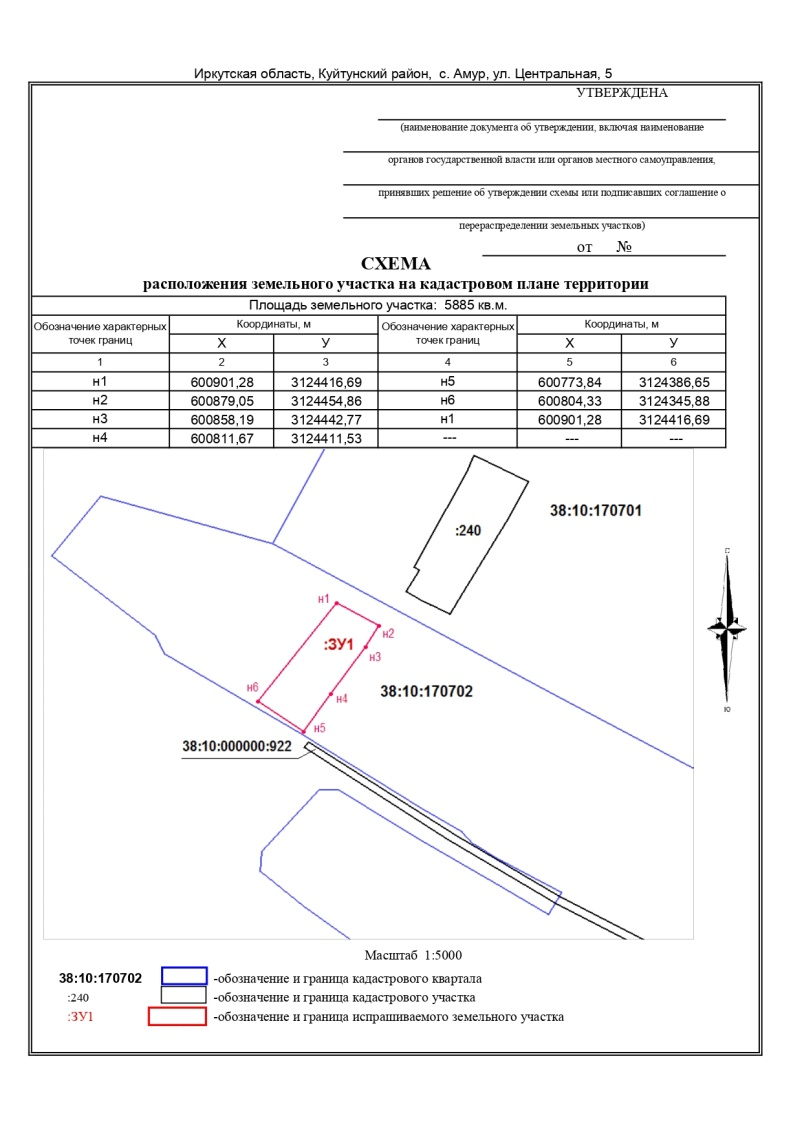 Иркутская область, Куйтунский район, с. Амур, ул. Центральная, 5
УТВЕРЖДЕНА
(наименование документа об утверждении, включая наименование
органов государственной власти или органов местного самоуправления,
принявших решение об утверждении схемы или подписавших соглашение о
перераспределении земельных участков)
от №
СХЕМА
расположения земельного участка на кадастровом плане территории
Площадь земельного участка: 5885 кв.м.
Обозначение характерных точек границ Координаты, м Обозначение характерных точек границ Координаты, м
Х У Х У
1 2 3 4 5 6
н1 600901,28 3124416,69 н5 600773,84 3124386,65
н2 600879,05 3124454,86 н6 600804,33 3124345,88
н3 600858,19 3124442,77 н1 600901,28 3124416,69
н4 600811,67 3124411,53 --- --- ---
38:10:170701
:240
С
н1
н2
:ЗУ1
н3
н6
38:10:170702
н4
Ю
н5
38:10:000000:922
Масштаб 1:5000
38:10:170702 -обозначение и граница кадастрового квартала
:240 -обозначение и граница кадастрового участка
:ЗУ1 -обозначение и граница испрашиваемого земельного участка